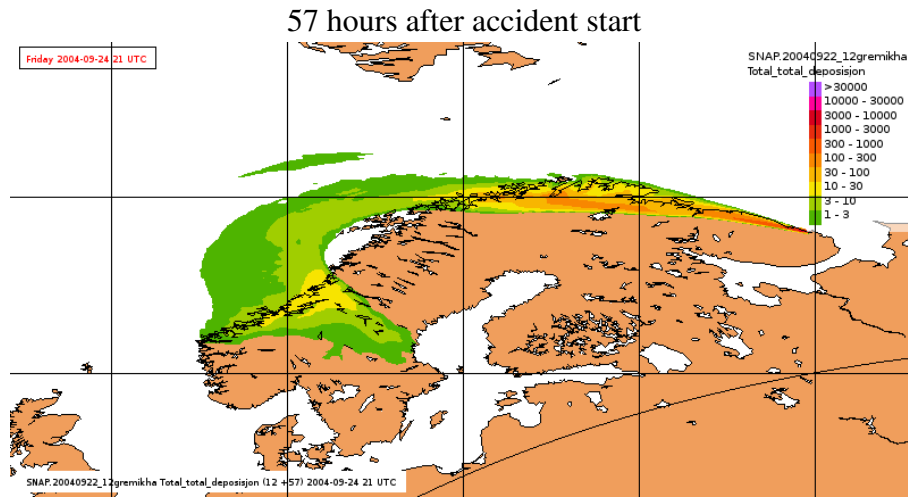 57 hours after accident start
Friday 2004-09-24 21 UTC
SNAP.20040922_12gremikha
Total_total_deposisjon
>30000
10000 - 30000
3000 - 10000
1000 - 3000
300 - 1000
100 - 300
30 - 100
10 - 30
3 - 10
1 - 3
SNAP.20040922_12gremikha Total_total_deposisjon (12 +57) 2004-09-24 21 UTC